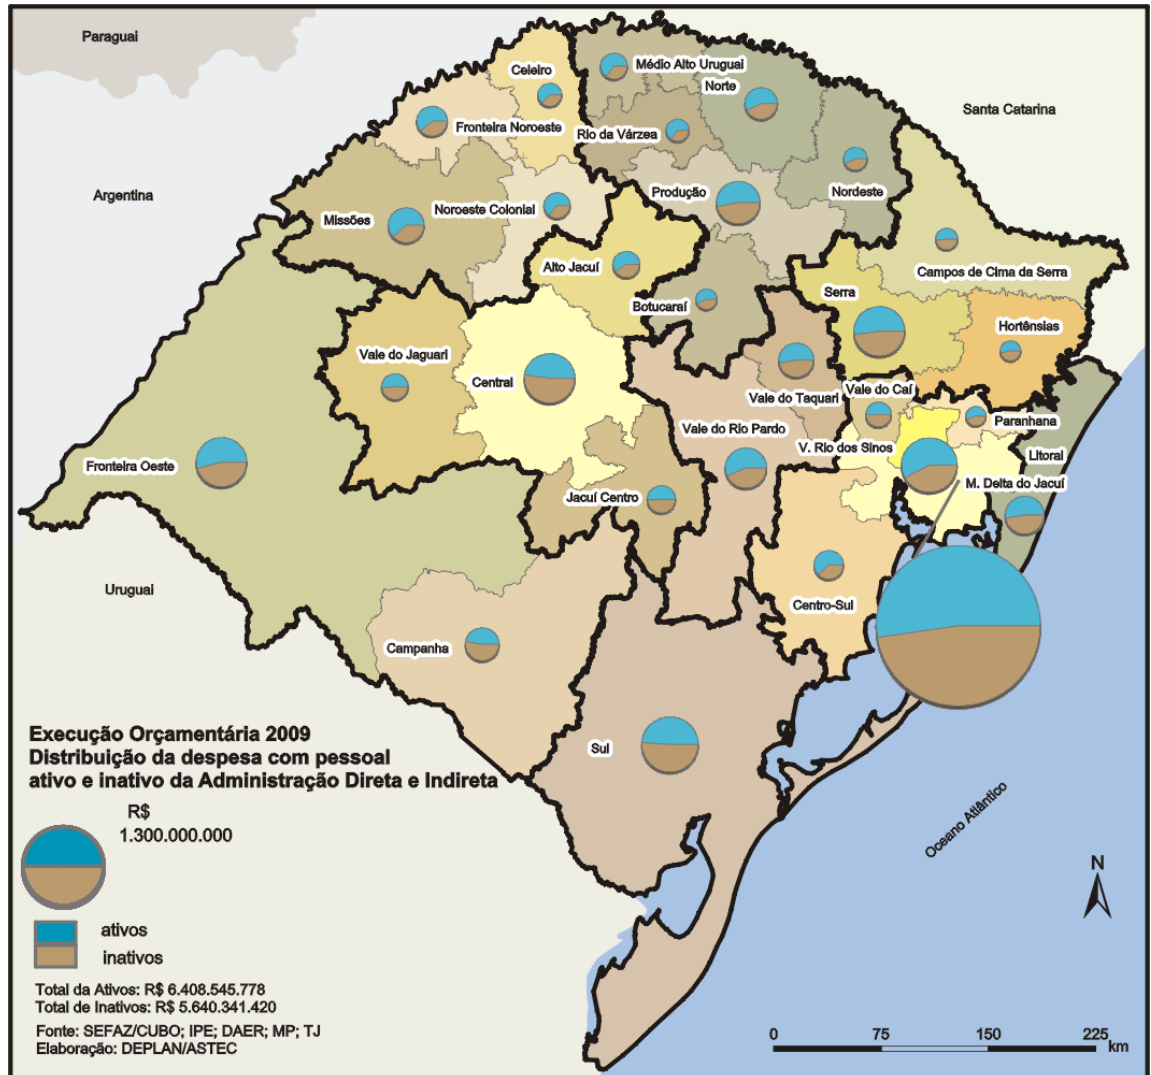 Paraguai
Celeiro
Médio Alto Uruguai
Norte
Santa Catarina
Fronteira Noroeste
Rio da Várzea
Argentina
Produção
Nordeste
Missões
Noroeste Colonial
Alto Jacuí
Campos de Cima da Serra
Botucaraí
Serra
Hortênsias
Vale do Jaguari
Central
Vale do Caí
Vale do Taquari
Paranhana
Vale do Rio Pardo
V. Rio dos Sinos
Litoral
Fronteira Oeste
M. Delta do Jacuí
Jacuí Centro
Uruguai
Centro-Sul
Campanha
Sul
Oceano Atlântico
Execução Orçamentária 2009
Distribuição da despesa com pessoal
ativo e inativo da Administração Direta e Indireta
R$
1.300.000.000
ativos
inativos
Total da Ativos: R$ 6.408.545.778
Total de Inativos: R$ 5.640.341.420
Fonte: SEFAZ/CUBO; IPE; DAER; MP; TJ
Elaboração: DEPLAN/ASTEC
N
0 75 150 225
km